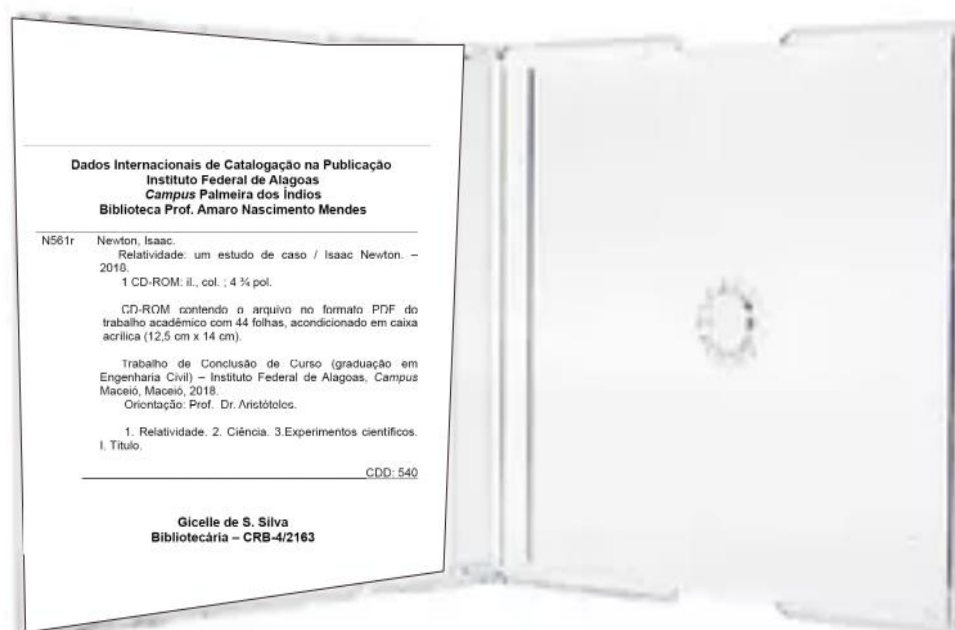 Dados Internacionais de Catalogação na Publicação
Instituto Federal de Alagoas
Campus Palmeira dos Índios
Biblioteca Prof. Amaro Nascimento Mendes
N561r Newton, Isaac.
Relatividade: um estudo de caso / Isaac Newton. –
2018.
1 CD-ROM: il., col. ; 4 ¾ pol.
CD-ROM contendo o arquivo no formato PDF do
trabalho acadêmico com 44 folhas, acondicionado em caixa
acrílica (12,5 cm x 14 cm).
Trabalho de Conclusão de Curso (graduação em
Engenharia Civil) – Instituto Federal de Alagoas, Campus
Maceió, Maceió, 2018.
Orientação: Prof. Dr. Aristóteles.
1. Relatividade. 2. Ciência. 3.Experimentos científicos.
I. Título.
CDD: 540
Gicelle de S. Silva
Bibliotecária – CRB-4/2163